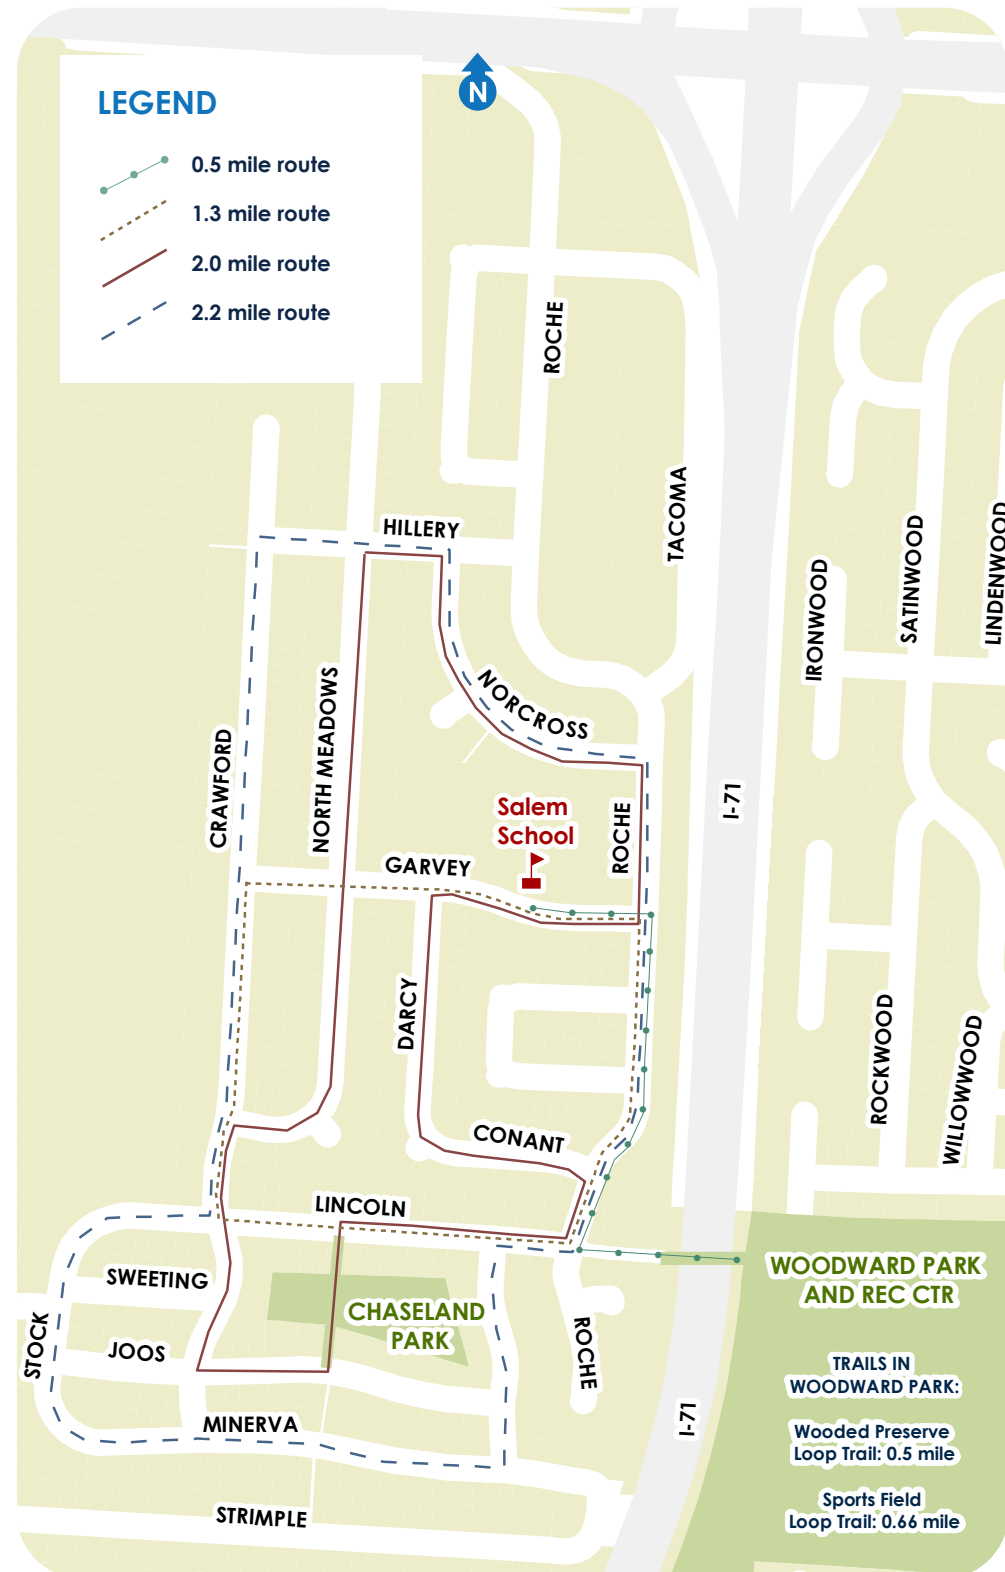 N
LEGEND
0.5 mile route
1.3 mile route
2.0 mile route
2.2 mile route
ROCHE
TACOMA
HILLERY
IRONWOOD
SATINWOOD
LINDENWOOD
NORCROSS
CRAWFORD
NORTH MEADOWS
I-71
Salem
School
ROCHE
GARVEY
DARCY
ROCKWOOD
WILLOWWOOD
CONANT
LINCOLN
SWEETING
STOCK
JOOS
CHASELAND
PARK
ROCHE
WOODWARD PARK
AND REC CTR
TRAILS IN
WOODWARD PARK:
Wooded Preserve
Loop Trail: 0.5 mile
Sports Field
Loop Trail: 0.66 mile
I-71
MINERVA
STRIMPLE